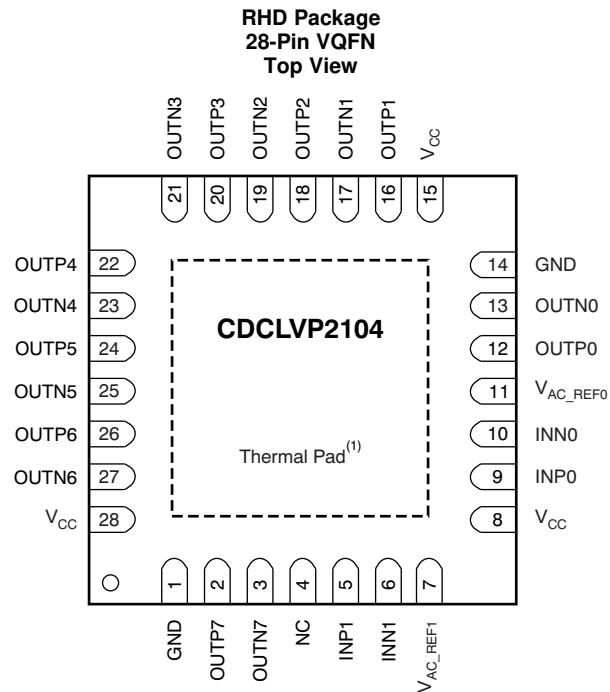 RHD Package
28-Pin VQFN
Top View
OUTN3
OUTP3
OUTN2
OUTP2
OUTN1
OUTP1
VCC
21
20
19
18
17
16
15
OUTP4 22
OUTN4 23
OUTP5 24
OUTN5 25
OUTP6 26
OUTN6 27
VCC 28
CDCLVP2104
Thermal Pad(1)
14 GND
13 OUTN0
12 OUTP0
11 VAC_REF0
10 INN0
9 INP0
8 VCC
1
2
3
4
5
6
7
GND
OUTP7
OUTN7
NC
INP1
INN1
VAC_REF1